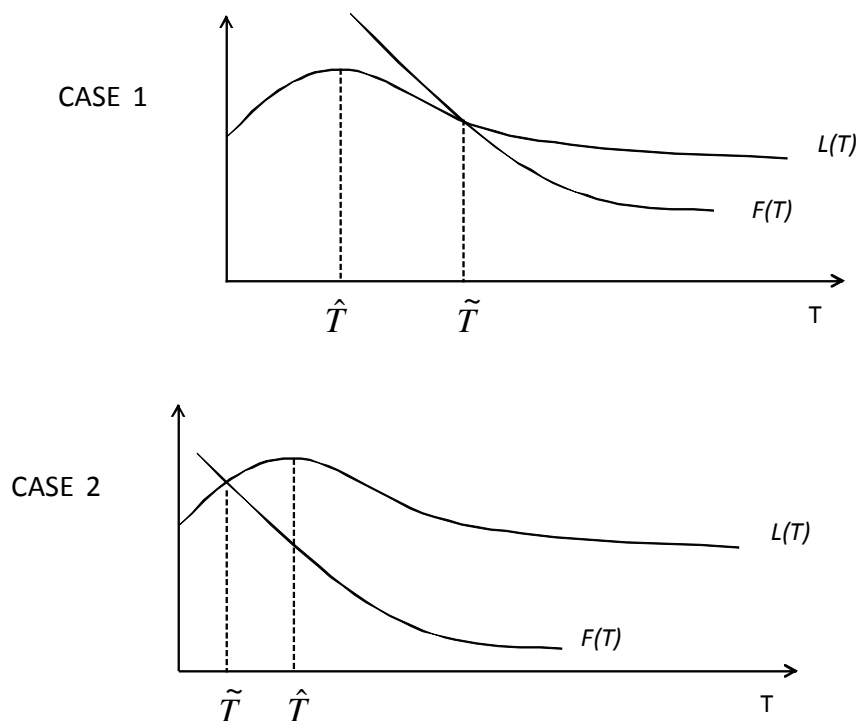 CASE 1
L(T)
F(T)
T̂ T̃ T
CASE 2
L(T)
F(T)
T̃ T̂ T